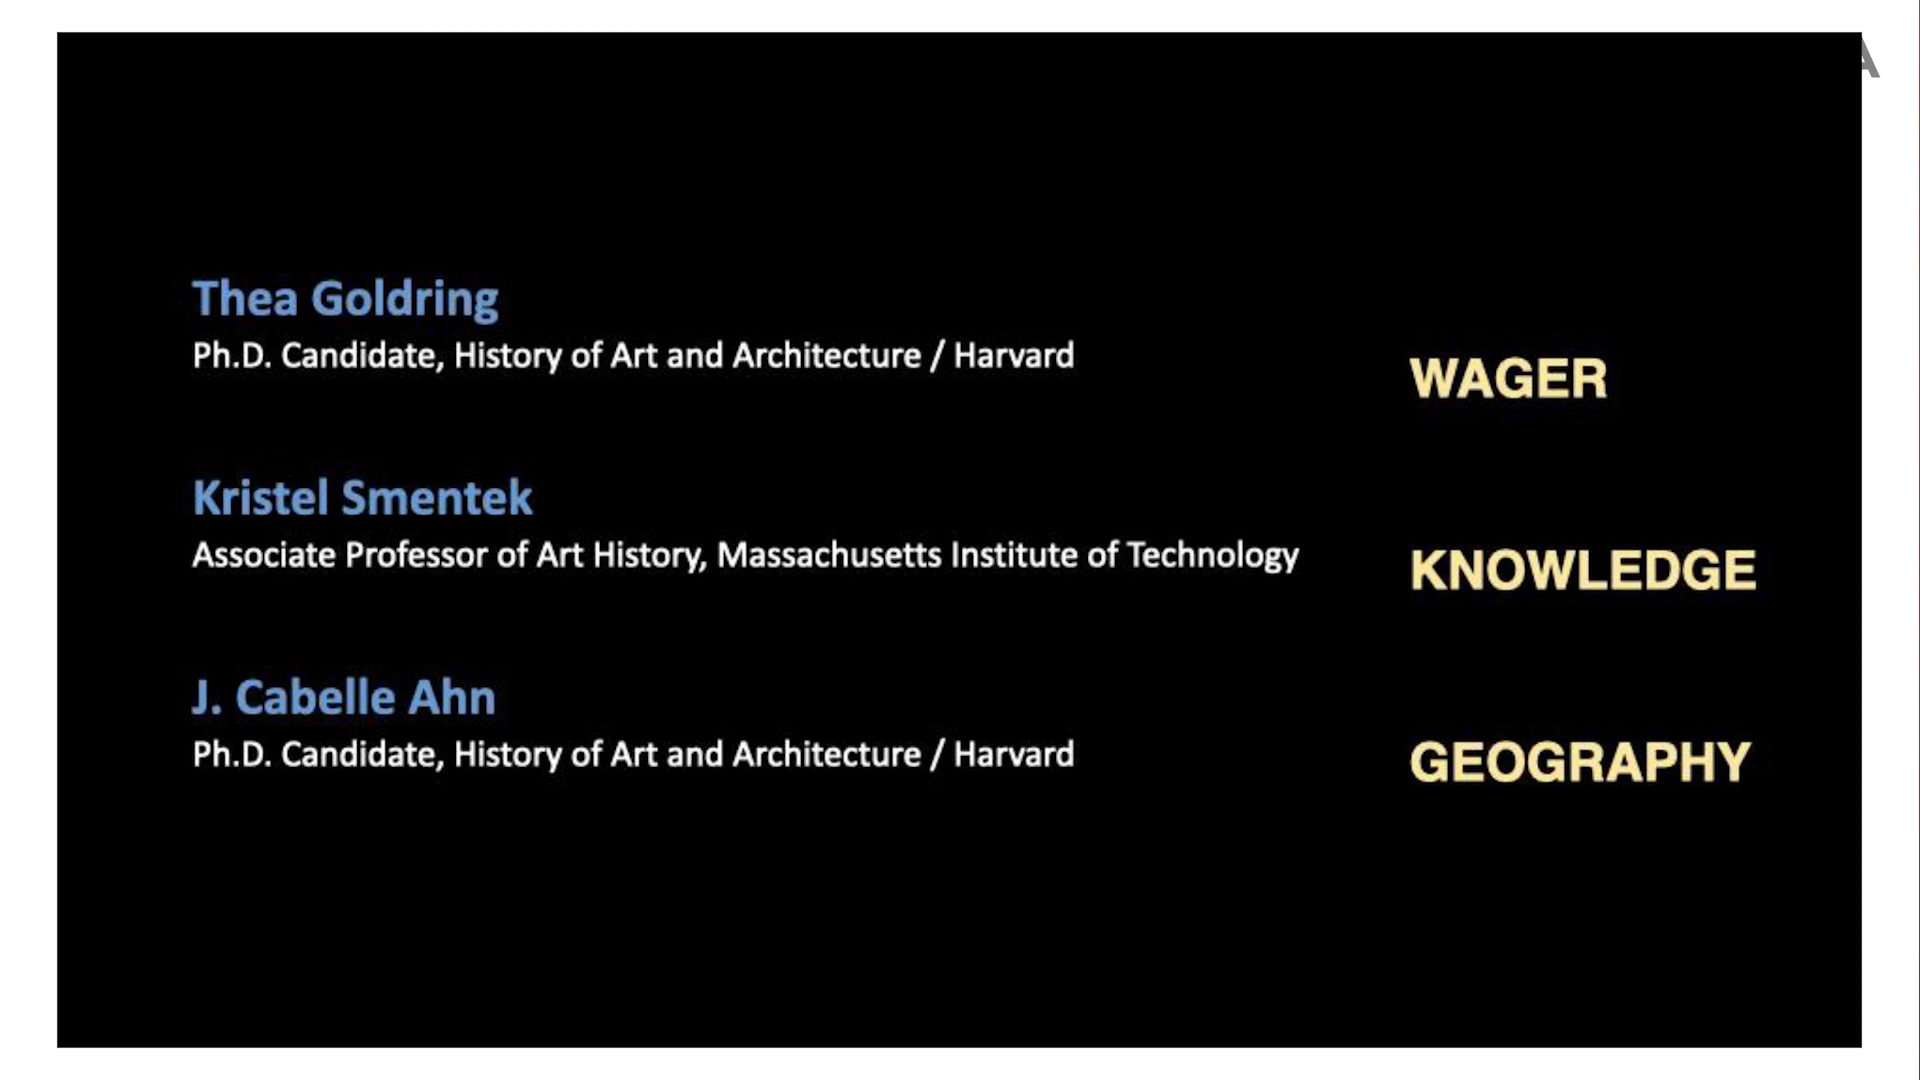 Thea Goldring
Ph.D. Candidate, History of Art and Architecture / Harvard
WAGER
Kristel Smentek
Associate Professor of Art History, Massachusetts Institute of Technology
KNOWLEDGE
J. Cabelle Ahn
Ph.D. Candidate, History of Art and Architecture / Harvard
GEOGRAPHY